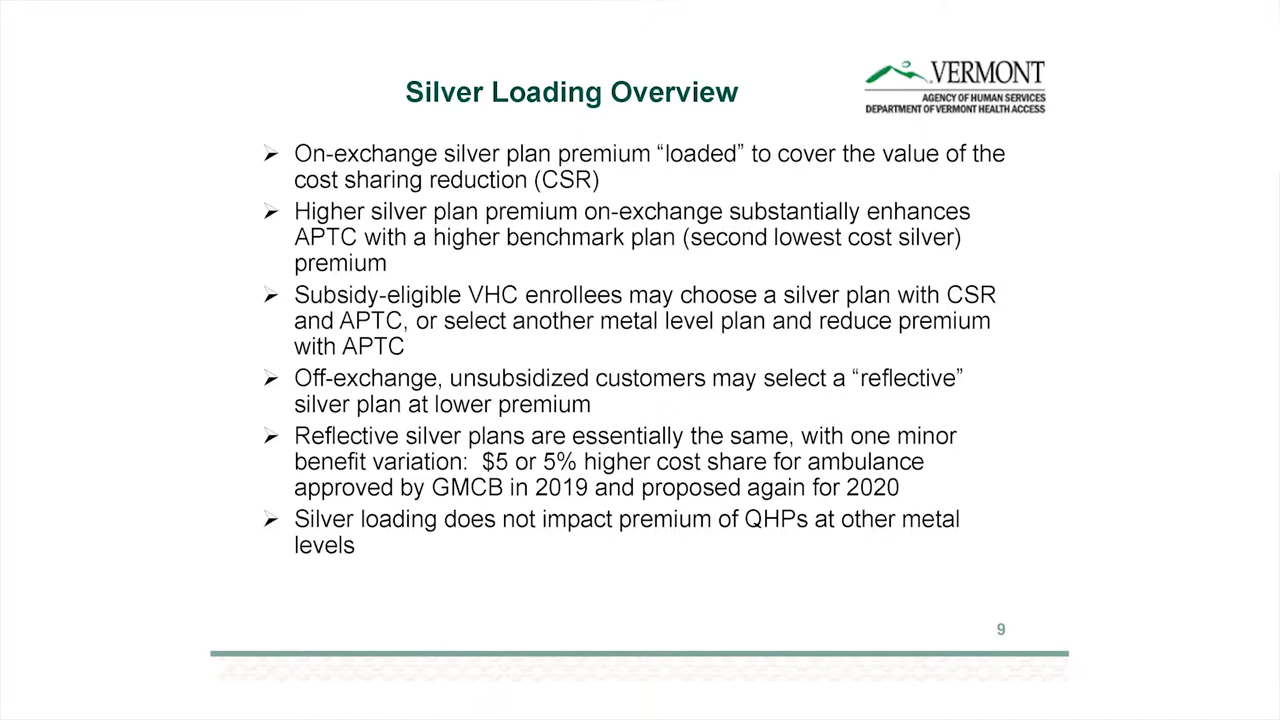 Silver Loading Overview
VERMONT
AGENCY OF HUMAN SERVICES
DEPARTMENT OF VERMONT HEALTH ACCESS
➢ On-exchange silver plan premium “loaded” to cover the value of the
cost sharing reduction (CSR)
➢ Higher silver plan premium on-exchange substantially enhances
APTC with a higher benchmark plan (second lowest cost silver)
premium
➢ Subsidy-eligible VHC enrollees may choose a silver plan with CSR
and APTC, or select another metal level plan and reduce premium
with APTC
➢ Off-exchange, unsubsidized customers may select a “reflective”
silver plan at lower premium
➢ Reflective silver plans are essentially the same, with one minor
benefit variation:  $5 or 5% higher cost share for ambulance
approved by GMCB in 2019 and proposed again for 2020
➢ Silver loading does not impact premium of QHPs at other metal
levels
9